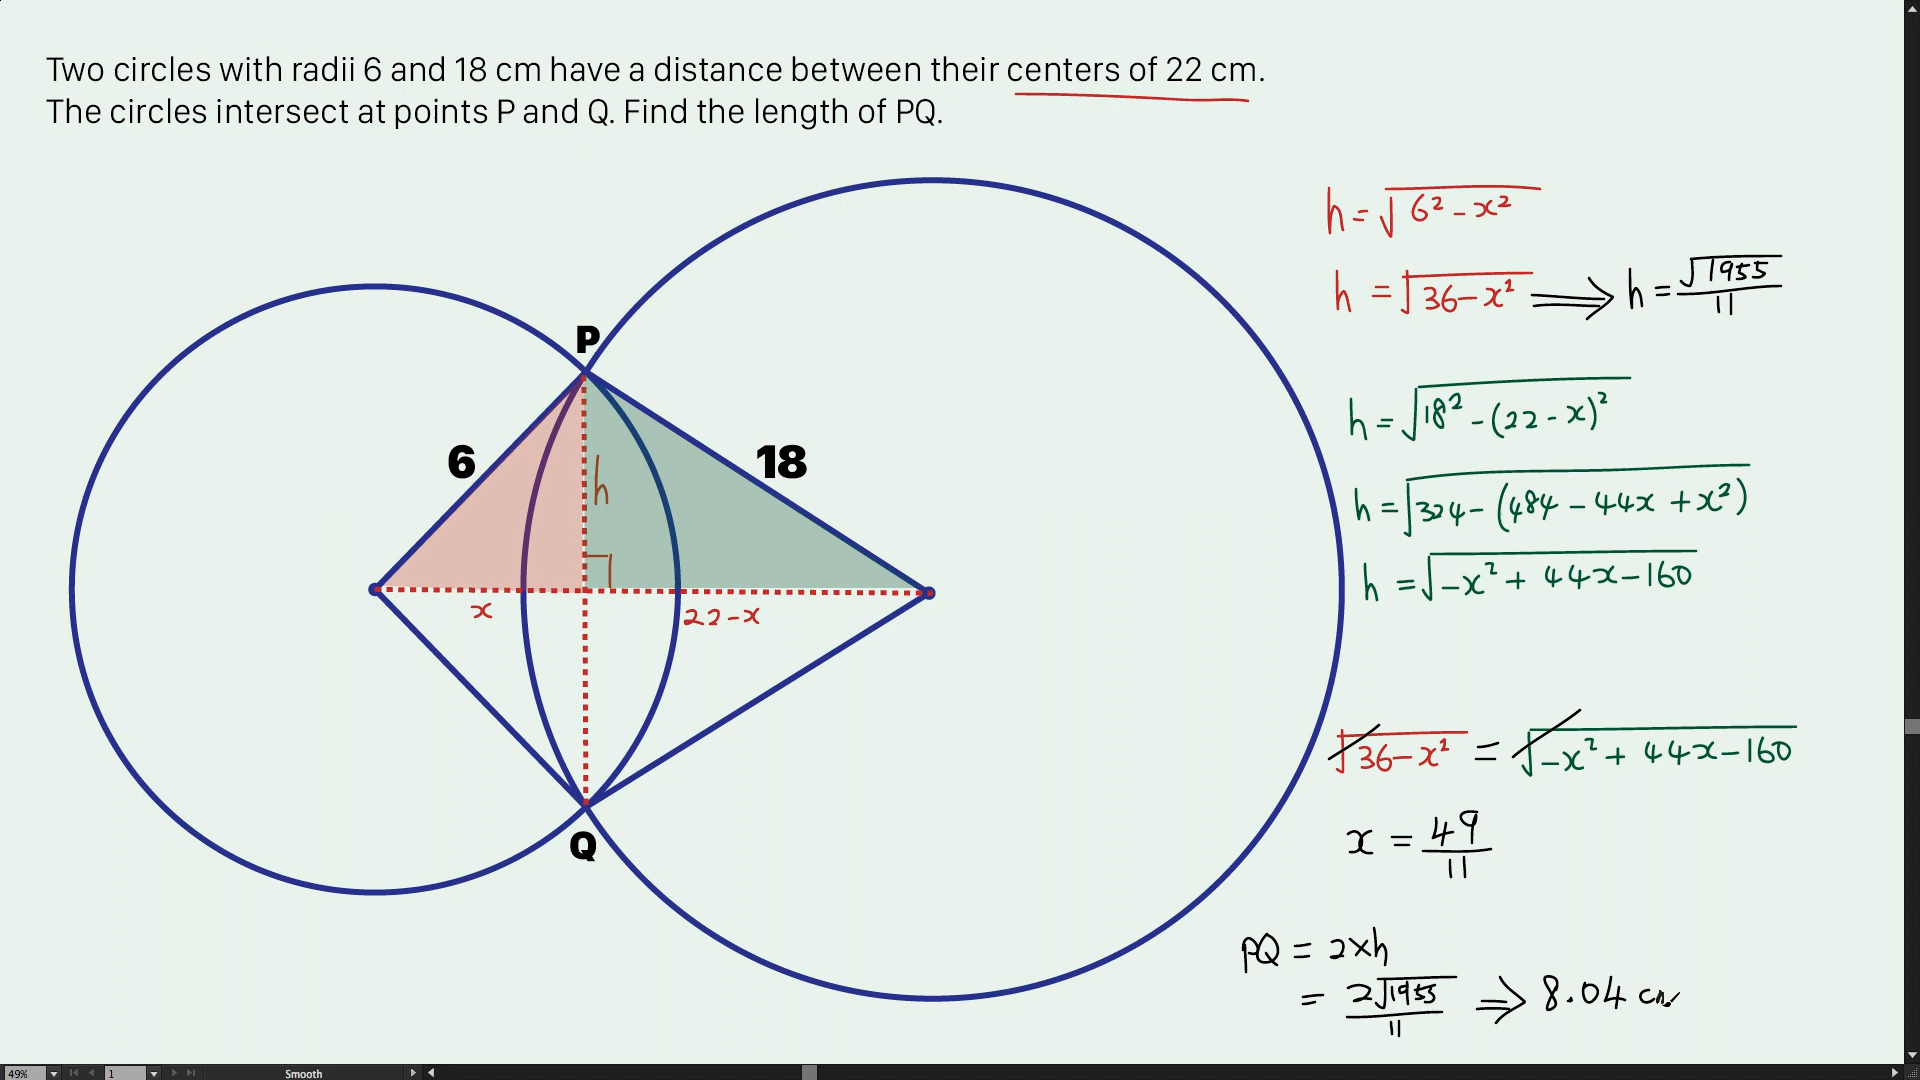 Two circles with radii 6 and 18 cm have a distance between their centers of 22 cm.
The circles intersect at points P and Q. Find the length of PQ.
h = √6² - x²
h = √36 - x² ⟹ h = √1955/11
P
h = √18² - (22 - x)²
6
18
h
h = √324 - (484 - 44x + x²)
h = √-x² + 44x - 160
x
22-x
√36 - x² = √-x² + 44x - 160
Q
x = 49/11
PQ = 2xh
= 2√1955/11 ⟹ 8.04 cm
49%
1
Smooth